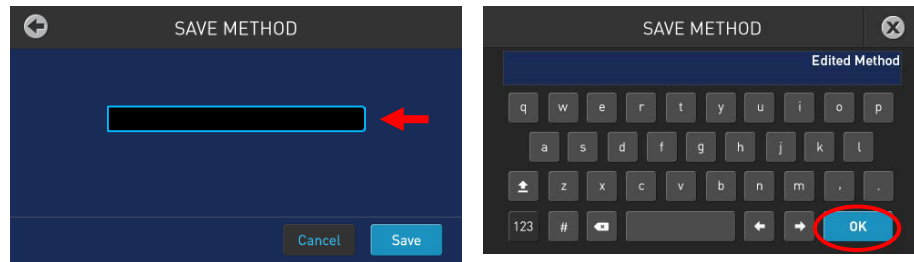 SAVE METHOD
Cancel Save
SAVE METHOD
Edited Method
q w e r t y u i o p
a s d f g h j k l
z x c v b n m , .
123 # OK